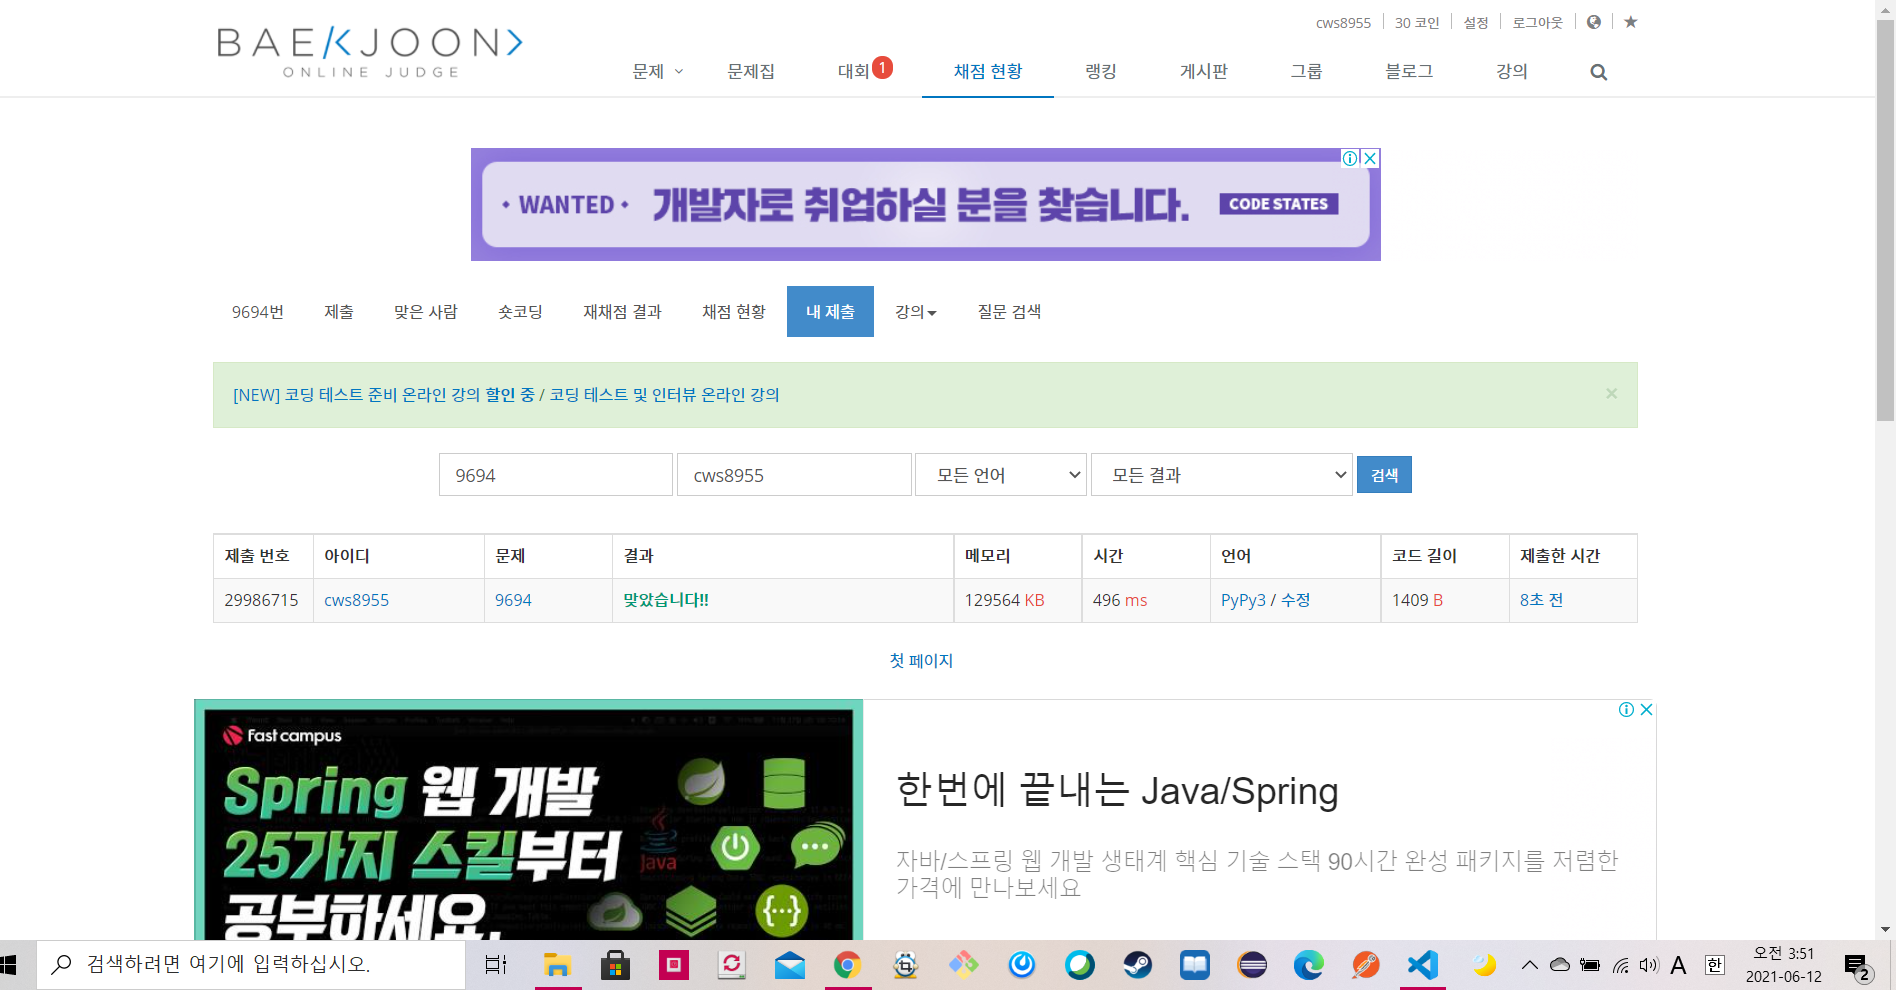 cws8955 30 코인 설정 로그아웃
BAEKJOON
ONLINE JUDGE
문제 문제집 대회 1 채점 현황 랭킹 게시판 그룹 블로그 강의
• WANTED • 개발자로 취업하실 분을 찾습니다. CODE STATES
9694번 제출 맞은 사람 숏코딩 재채점 결과 채점 현황 내 제출 강의 질문 검색
[NEW] 코딩 테스트 준비 온라인 강의 할인 중 / 코딩 테스트 및 인터뷰 온라인 강의 ×
9694 cws8955 모든 언어 모든 결과 검색
제출 번호 아이디 문제 결과 메모리 시간 언어 코드 길이 제출한 시간
29986715 cws8955 9694 맞았습니다!! 129564 KB 496 ms PyPy3 / 수정 1409 B 8초 전
첫 페이지
Fast campus
Spring 웹 개발
25가지 스킬부터
공부하세요.
Java
한번에 끝내는 Java/Spring
자바/스프링 웹 개발 생태계 핵심 기술 스택 90시간 완성 패키지를 저렴한
가격에 만나보세요
검색하려면 여기에 입력하십시오.
A 한 오전 3:51
2021-06-12
2